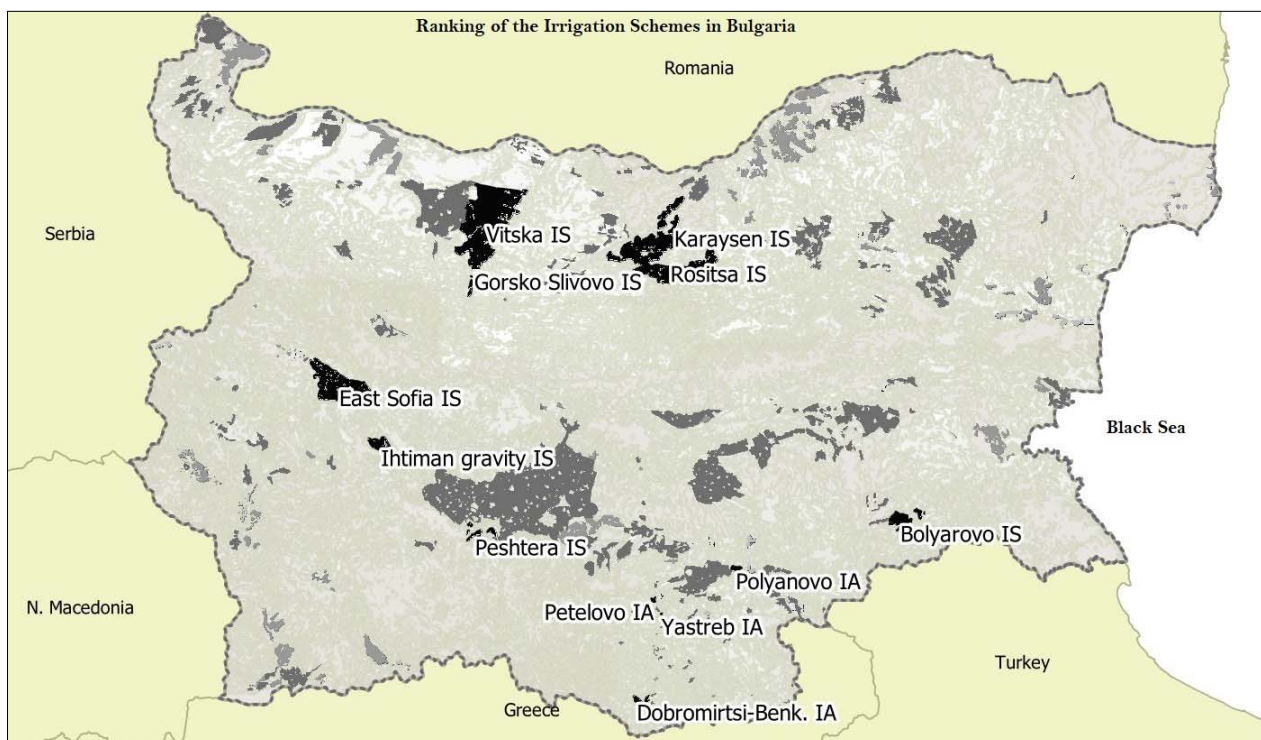 Ranking of the Irrigation Schemes in Bulgaria
Romania
Serbia
Vitska IS
Karaysen IS
Gorsko Slivovo IS
Rositsa IS
East Sofia IS
Black Sea
Ihtiman gravity IS
Peshtera IS
Bolyarovo IS
Polyanovo IA
N. Macedonia
Petelovo IA
Yastreb IA
Turkey
Greece
Dobromirtsi-Benk. IA